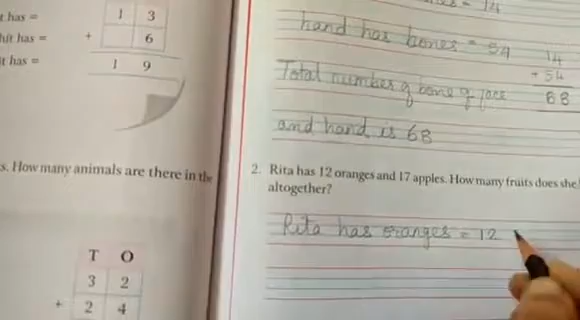 t has =
hit has =
t has =
1 3
+ 6
1 9
s. How many animals are there in the
T O
3 2
+ 2 4
= 14
hand has bones = 54
14
+ 54
68
Total number of bone of face
and hand is 68
2. Rita has 12 oranges and 17 apples. How many fruits does she
altogether?
Rita has oranges = 12